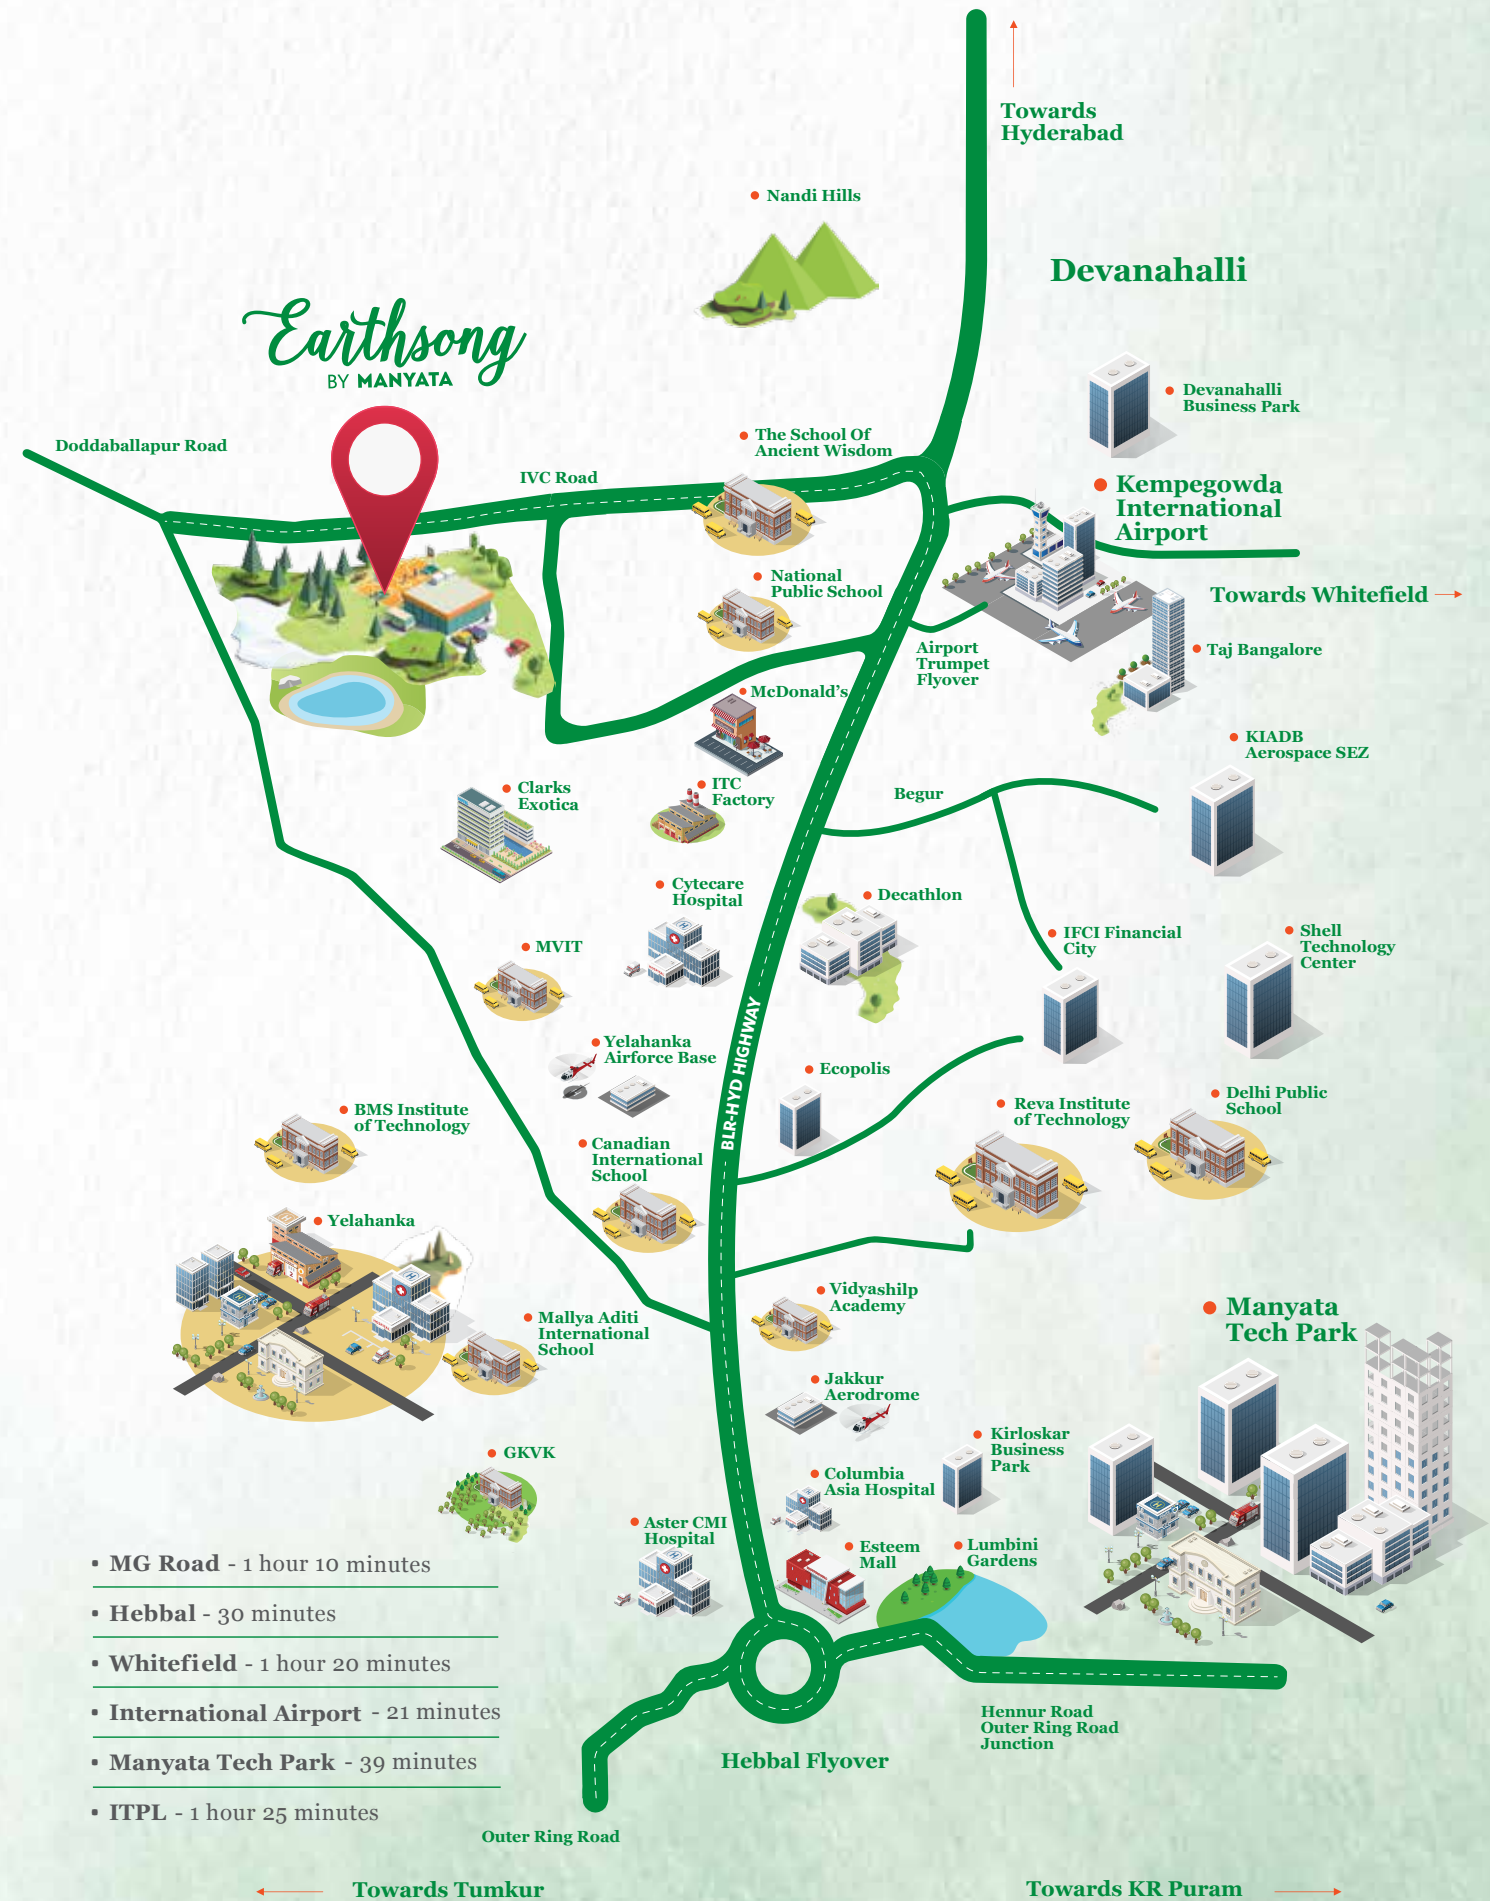 Towards
Hyderabad
Nandi Hills
Devanahalli
Earthsong
BY MANYATA
Devanahalli
Business Park
Doddaballapur Road
The School Of
Ancient Wisdom
IVC Road
Kempegowda
International
Airport
National
Public School
Towards Whitefield
Airport
Trumpet
Flyover
Taj Bangalore
McDonald's
KIADB
Aerospace SEZ
Clarks
Exotica
ITC
Factory
Begur
Cytecare
Hospital
Decathlon
MVIT
IFCI Financial
City
Shell
Technology
Center
BLR-HYD HIGHWAY
Yelahanka
Airforce Base
Ecopolis
BMS Institute
of Technology
Reva Institute
of Technology
Delhi Public
School
Canadian
International
School
Yelahanka
Vidyashilp
Academy
Mallya Aditi
International
School
Manyata
Tech Park
Jakkur
Aerodrome
GKVK
Kirloskar
Business
Park
Columbia
Asia Hospital
Aster CMI
Hospital
Esteem
Mall
Lumbini
Gardens
• MG Road - 1 hour 10 minutes
• Hebbal - 30 minutes
• Whitefield - 1 hour 20 minutes
• International Airport - 21 minutes
• Manyata Tech Park - 39 minutes
• ITPL - 1 hour 25 minutes
Hennur Road
Outer Ring Road
Junction
Hebbal Flyover
Outer Ring Road
Towards Tumkur
Towards KR Puram